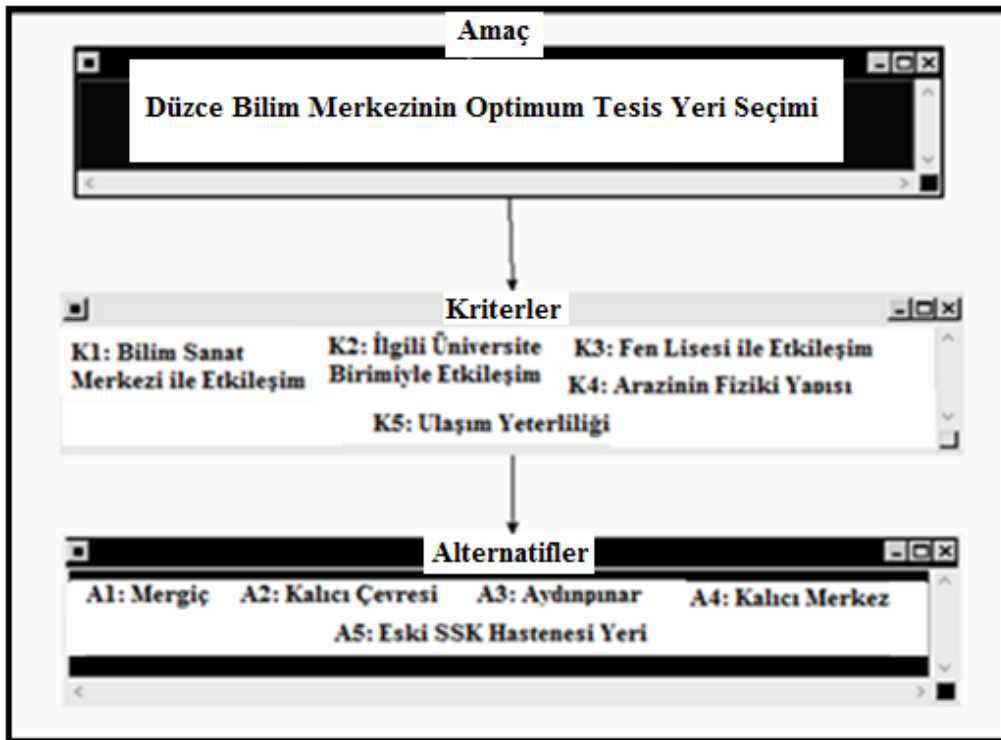 Amaç
Düzce Bilim Merkezinin Optimum Tesis Yeri Seçimi
Kriterler
K1: Bilim Sanat
Merkezi ile Etkileşim
K2: İlgili Üniversite
Birimiyle Etkileşim
K3: Fen Lisesi ile Etkileşim
K4: Arazinin Fiziki Yapısı
K5: Ulaşım Yeterliliği
Alternatifler
A1: Mergiç A2: Kalıcı Çevresi A3: Aydınpınar A4: Kalıcı Merkez
A5: Eski SSK Hastenesi Yeri